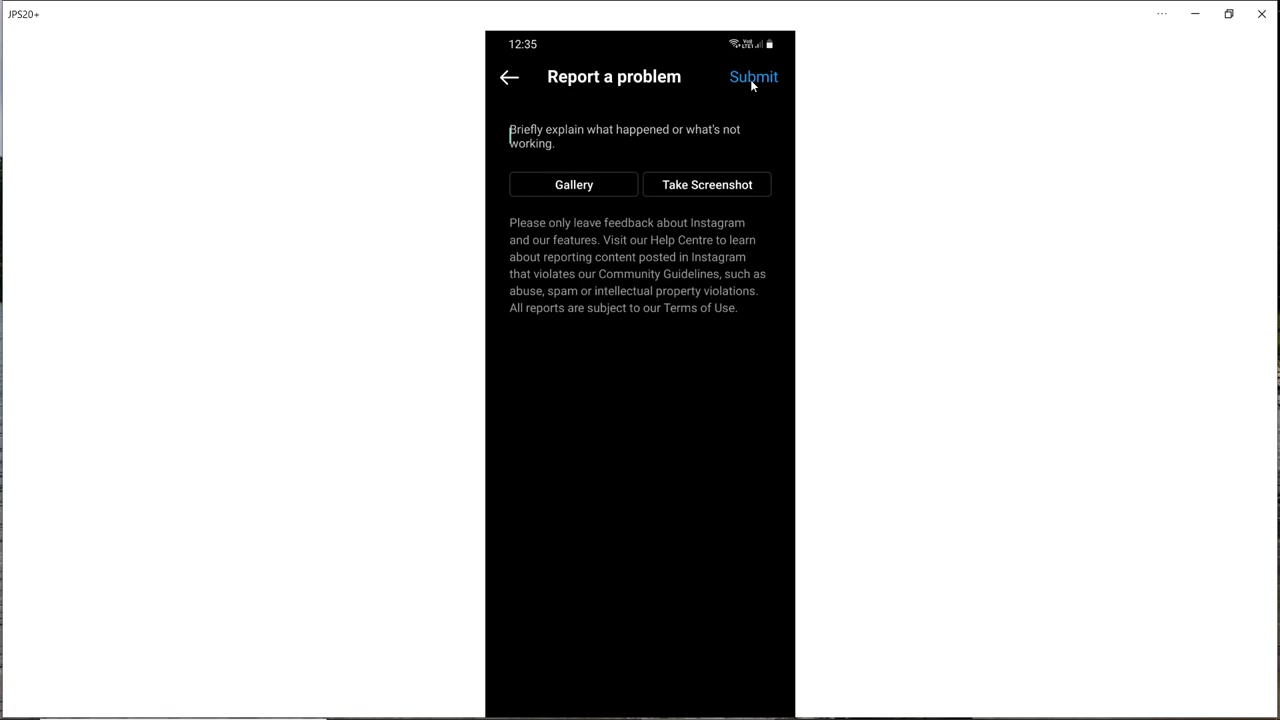 JPS20+
12:35
Report a problem
Submit
Briefly explain what happened or what's not
working.
Gallery
Take Screenshot
Please only leave feedback about Instagram
and our features. Visit our Help Centre to learn
about reporting content posted in Instagram
that violates our Community Guidelines, such as
abuse, spam or intellectual property violations.
All reports are subject to our Terms of Use.